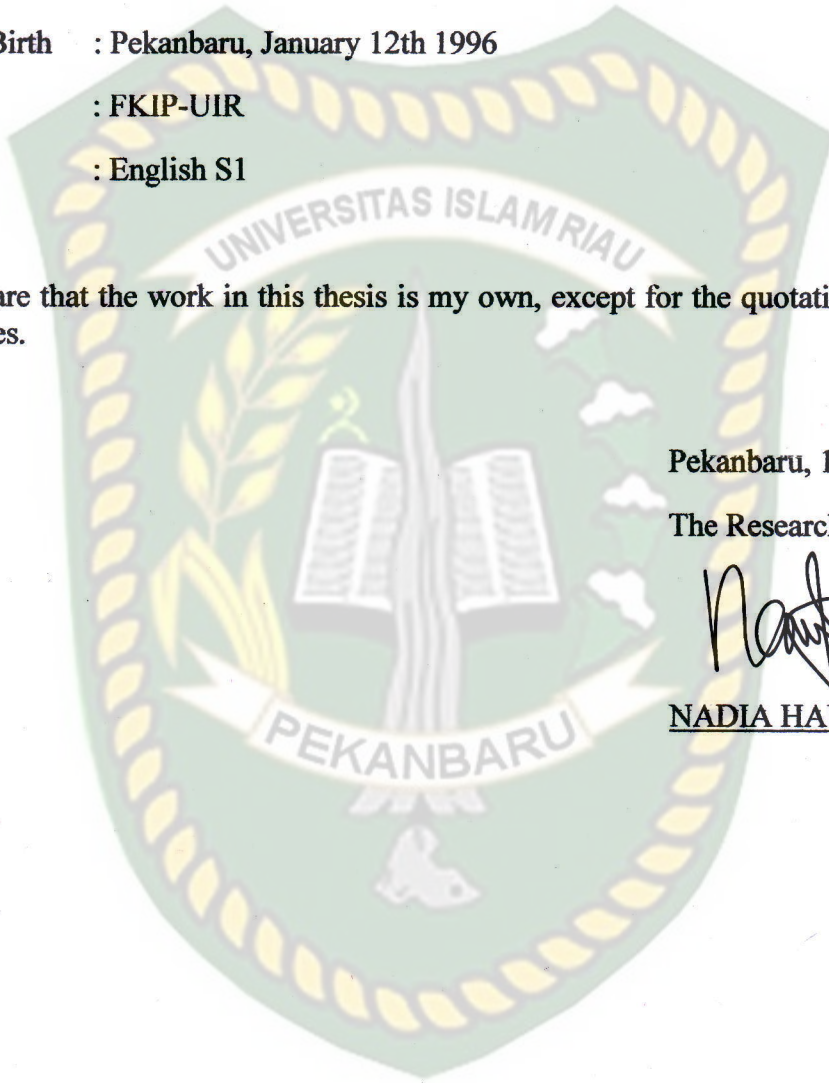 Birth : Pekanbaru, January 12th 1996
: FKIP-UIR
: English S1
UNIVERSITAS ISLAM RIAU
are that the work in this thesis is my own, except for the quotati
es.
Pekanbaru, 1
The Research
NADIA HA
PEKANBARU